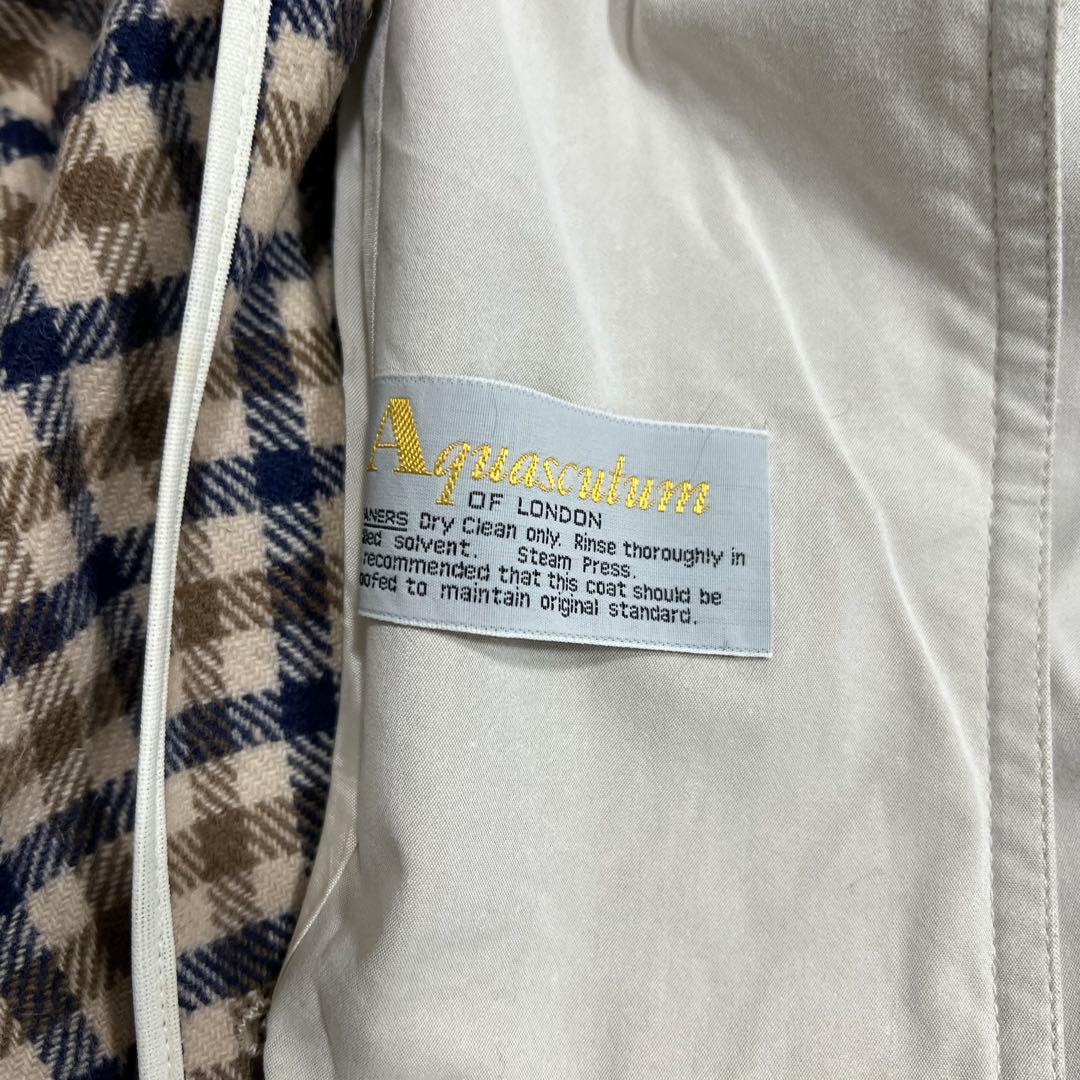 Aquascutum
OF LONDON
ANERS Dry Clean only. Rinse thoroughly in
led solvent. Steam Press.
recommended that this coat should be
oofed to maintain original standard.